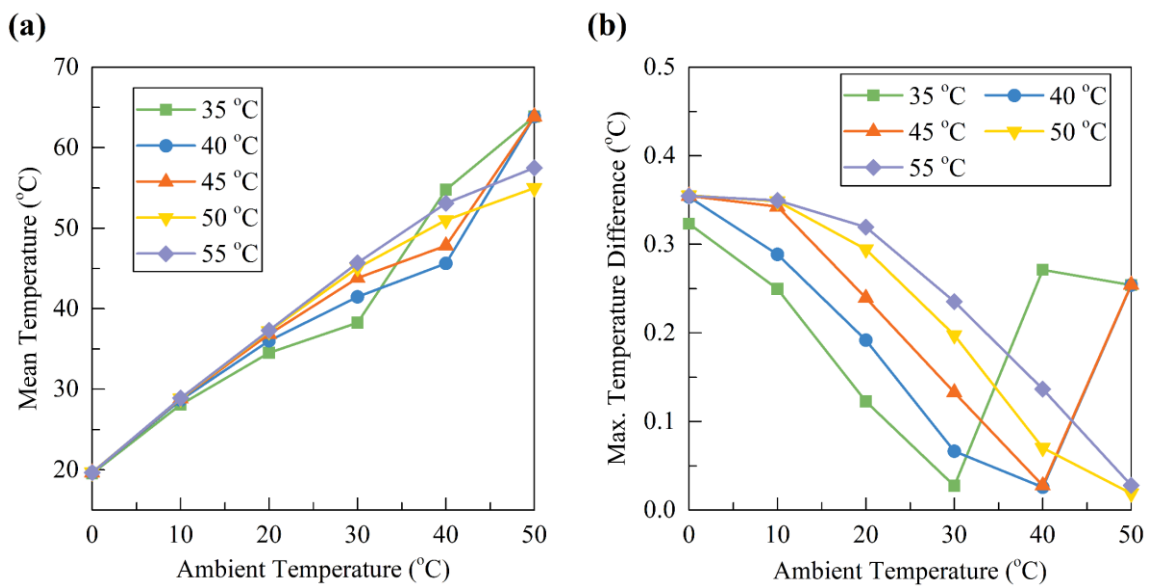 (a)
Mean Temperature (°C)
70
60
50
40
30
20
35 °C
40 °C
45 °C
50 °C
55 °C
0 10 20 30 40 50
Ambient Temperature (°C)
(b)
Max. Temperature Difference (°C)
0.5
0.4
0.3
0.2
0.1
0.0
35 °C 40 °C
45 °C 50 °C
55 °C
0 10 20 30 40 50
Ambient Temperature (°C)